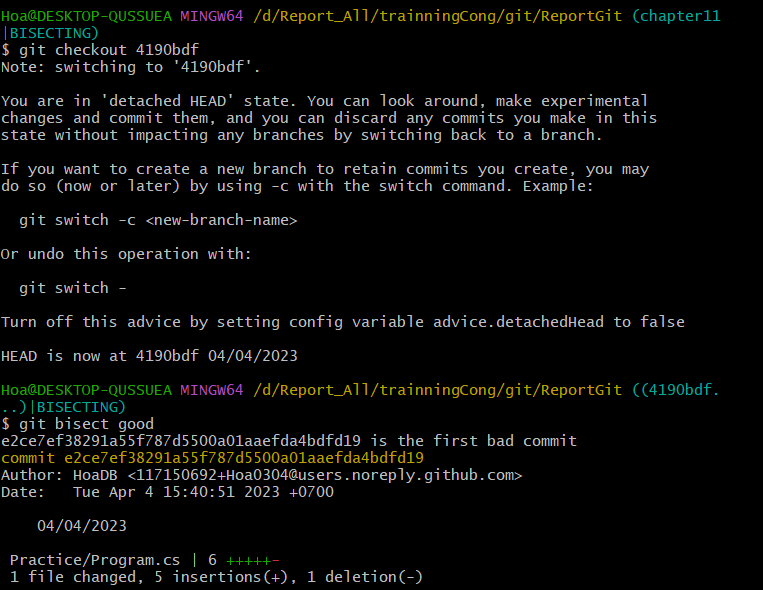 Hoa@DESKTOP-QUSSUEA MINGW64 /d/Report_All/trainningCong/git/ReportGit (chapter11
|BISECTING)
$ git checkout 4190bdf
Note: switching to '4190bdf'.
You are in 'detached HEAD' state. You can look around, make experimental
changes and commit them, and you can discard any commits you make in this
state without impacting any branches by switching back to a branch.
If you want to create a new branch to retain commits you create, you may
do so (now or later) by using -c with the switch command. Example:
git switch -c <new-branch-name>
Or undo this operation with:
git switch -
Turn off this advice by setting config variable advice.detachedHead to false
HEAD is now at 4190bdf 04/04/2023
Hoa@DESKTOP-QUSSUEA MINGW64 /d/Report_All/trainningCong/git/ReportGit ((4190bdf.
..)|BISECTING)
$ git bisect good
e2ce7ef38291a55f787d5500a01aaefda4bdfd19 is the first bad commit
commit e2ce7ef38291a55f787d5500a01aaefda4bdfd19
Author: HoaDB <117150692+Hoa0304@users.noreply.github.com>
Date:   Tue Apr 4 15:40:51 2023 +0700
04/04/2023
Practice/Program.cs | 6 +++++-
1 file changed, 5 insertions(+), 1 deletion(-)